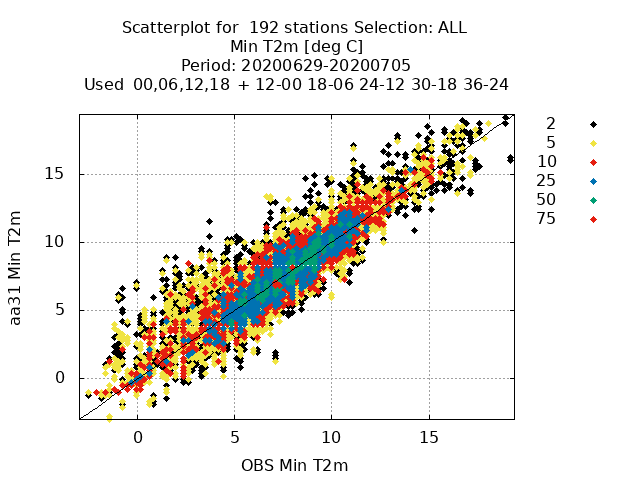 Scatterplot for 192 stations Selection: ALL
Min T2m [deg C]
Period: 20200629-20200705
Used 00,06,12,18 + 12-00 18-06 24-12 30-18 36-24
2
5
10
25
50
75
15
10
5
0
aa31 Min T2m
0 5 10 15
OBS Min T2m